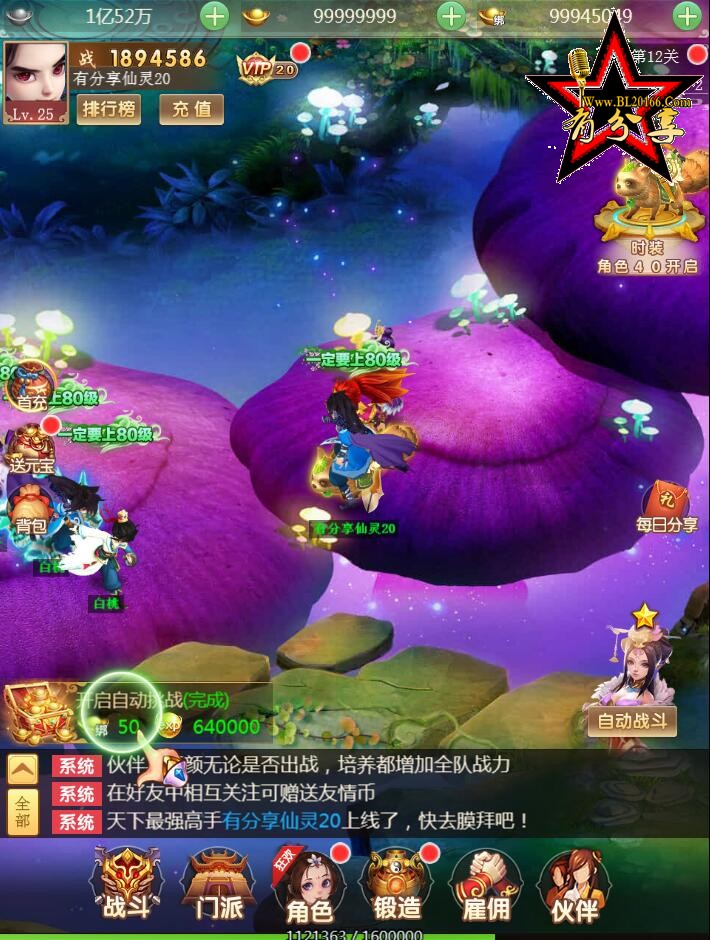 1亿52万
99999999
绑
99945049
战 1894586
VIP 20
第12关
有分享仙灵20
Www.BL20166.Com
有分享
Lv.25
排行榜
充值
时装
角色40开启
一定要上80级
首充
上80级
一定要上80级
送元宝
背包
每日分享
有分享仙灵20
白桃
开启自动挑战(完成)
绑 50 exp 640000
自动战斗
系统 伙伴 颜无论是否出战，培养都增加全队战力
全部
系统 在好友中相互关注可赠送友情币
系统 天下最强高手有分享仙灵20上线了，快去膜拜吧！
狂欢
战斗
门派
角色
锻造
雇佣
伙伴
1121363/1600000